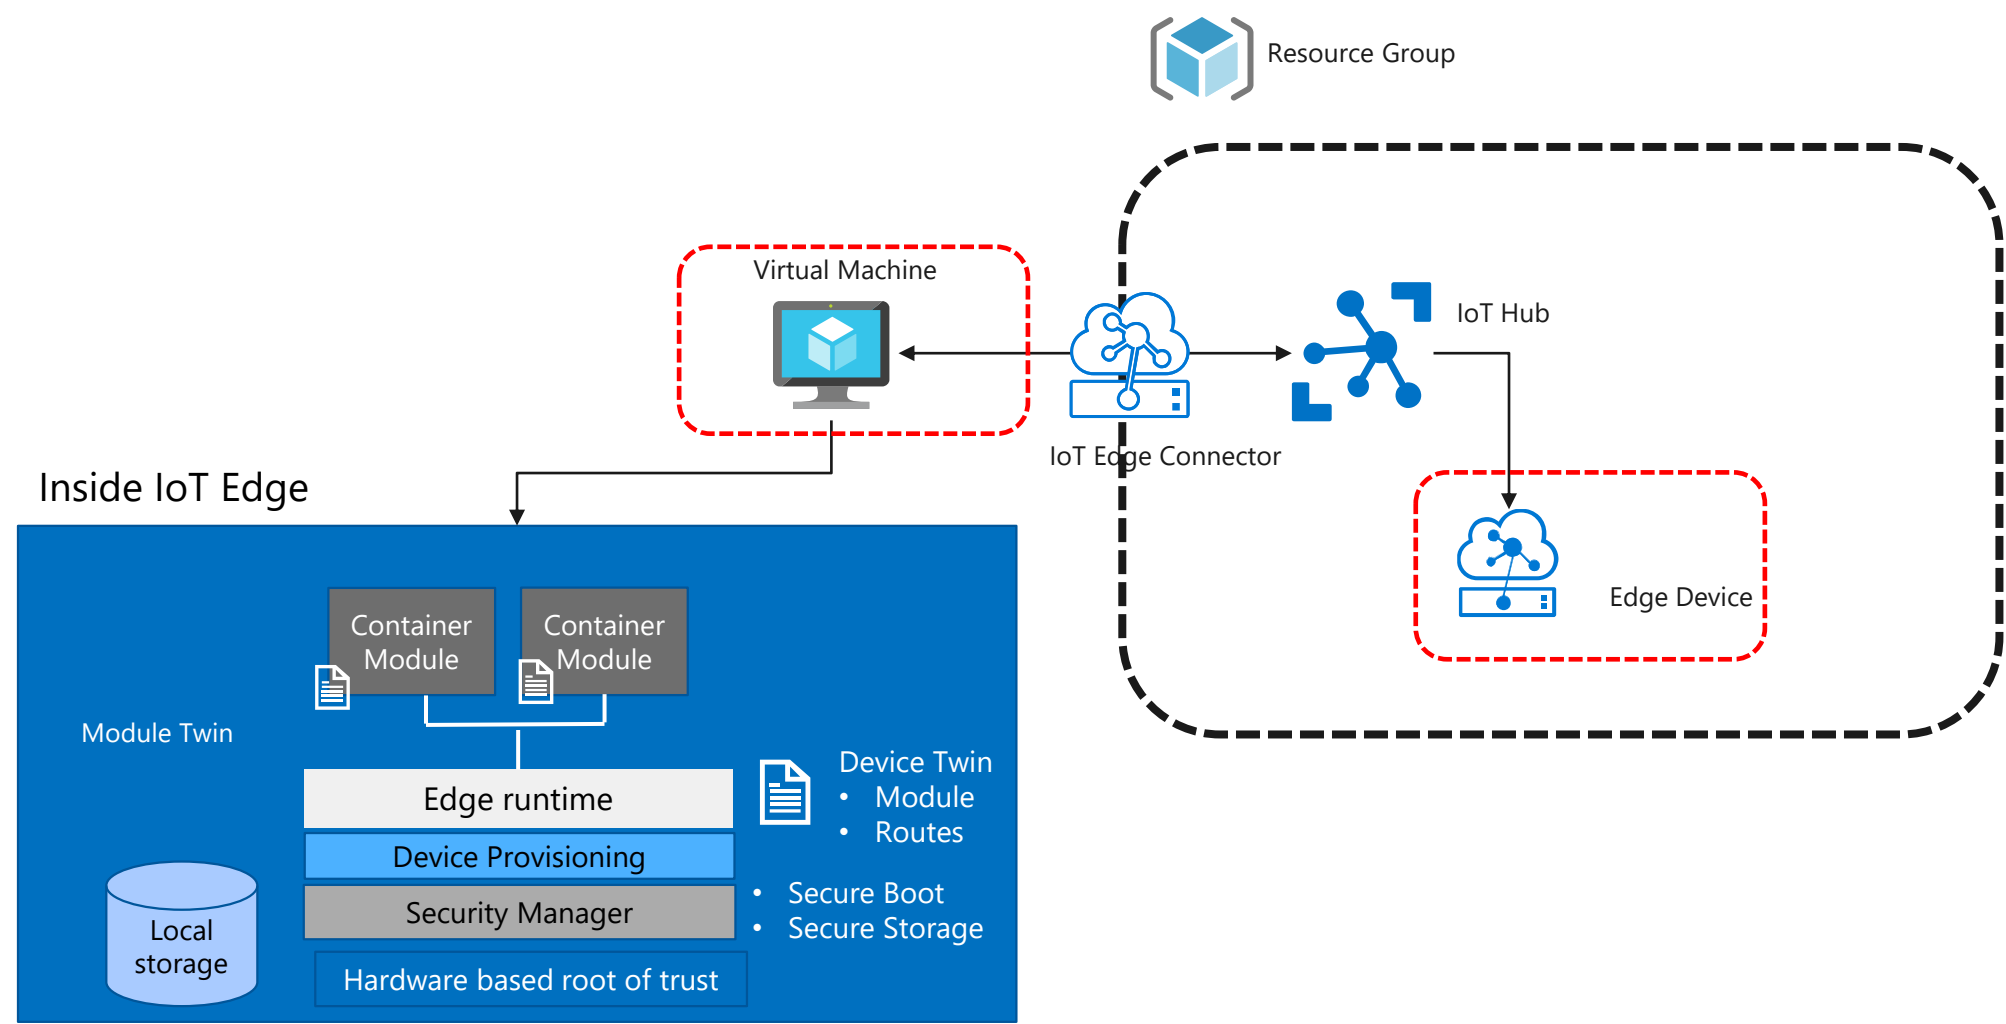 Resource Group
Virtual Machine
IoT Hub
IoT Edge Connector
Edge Device
Inside IoT Edge
Container
Module
Container
Module
Module Twin
Edge runtime
Device Provisioning
Security Manager
Hardware based root of trust
Local
storage
Device Twin
• Module
• Routes
• Secure Boot
• Secure Storage